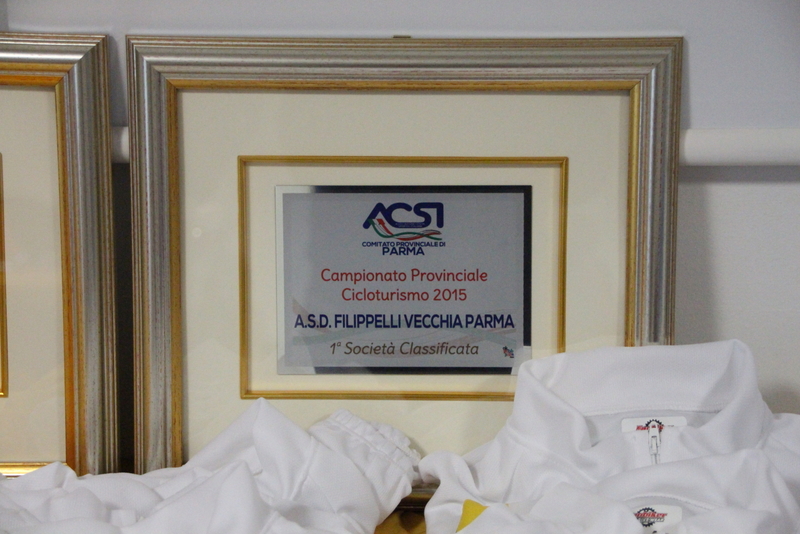 ACSI
COMITATO PROVINCIALE DI
PARMA
Campionato Provinciale
Cicloturismo 2015
A.S.D. FILIPPELLI VECCHIA PARMA
1ª Società Classificata